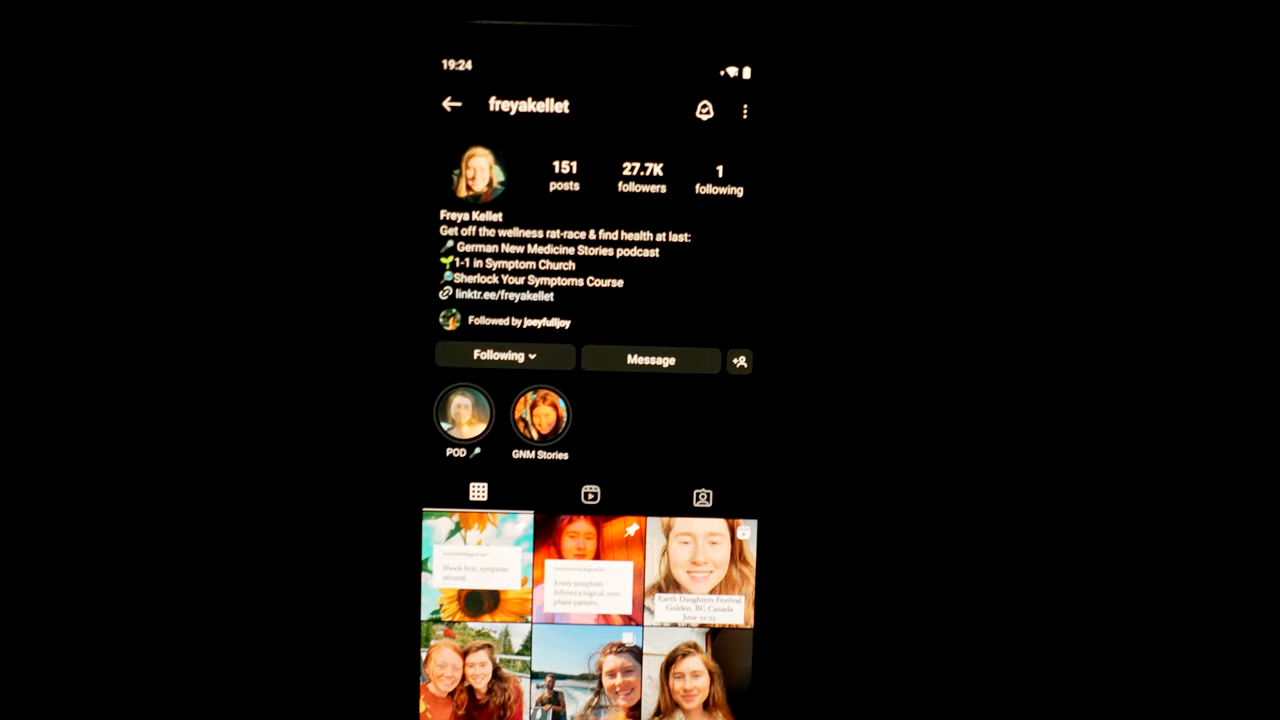 19:24
freyakellet
151
27.7K
1
posts
followers
following
Freya Kellet
Get off the wellness rat-race & find health at last:
🎤 German New Medicine Stories podcast
🌱1-1 in Symptom Church
🔎Sherlock Your Symptoms Course
linktr.ee/freyakellet
Followed by joeyfulljoy
Following
Message
POD 🎤
GNM Stories
Shock first, symptom
second.
Every symptom
follows a logical, two-
phase pattern.
Earth Daughters Festival
Golden, BC Canada
June 21-23